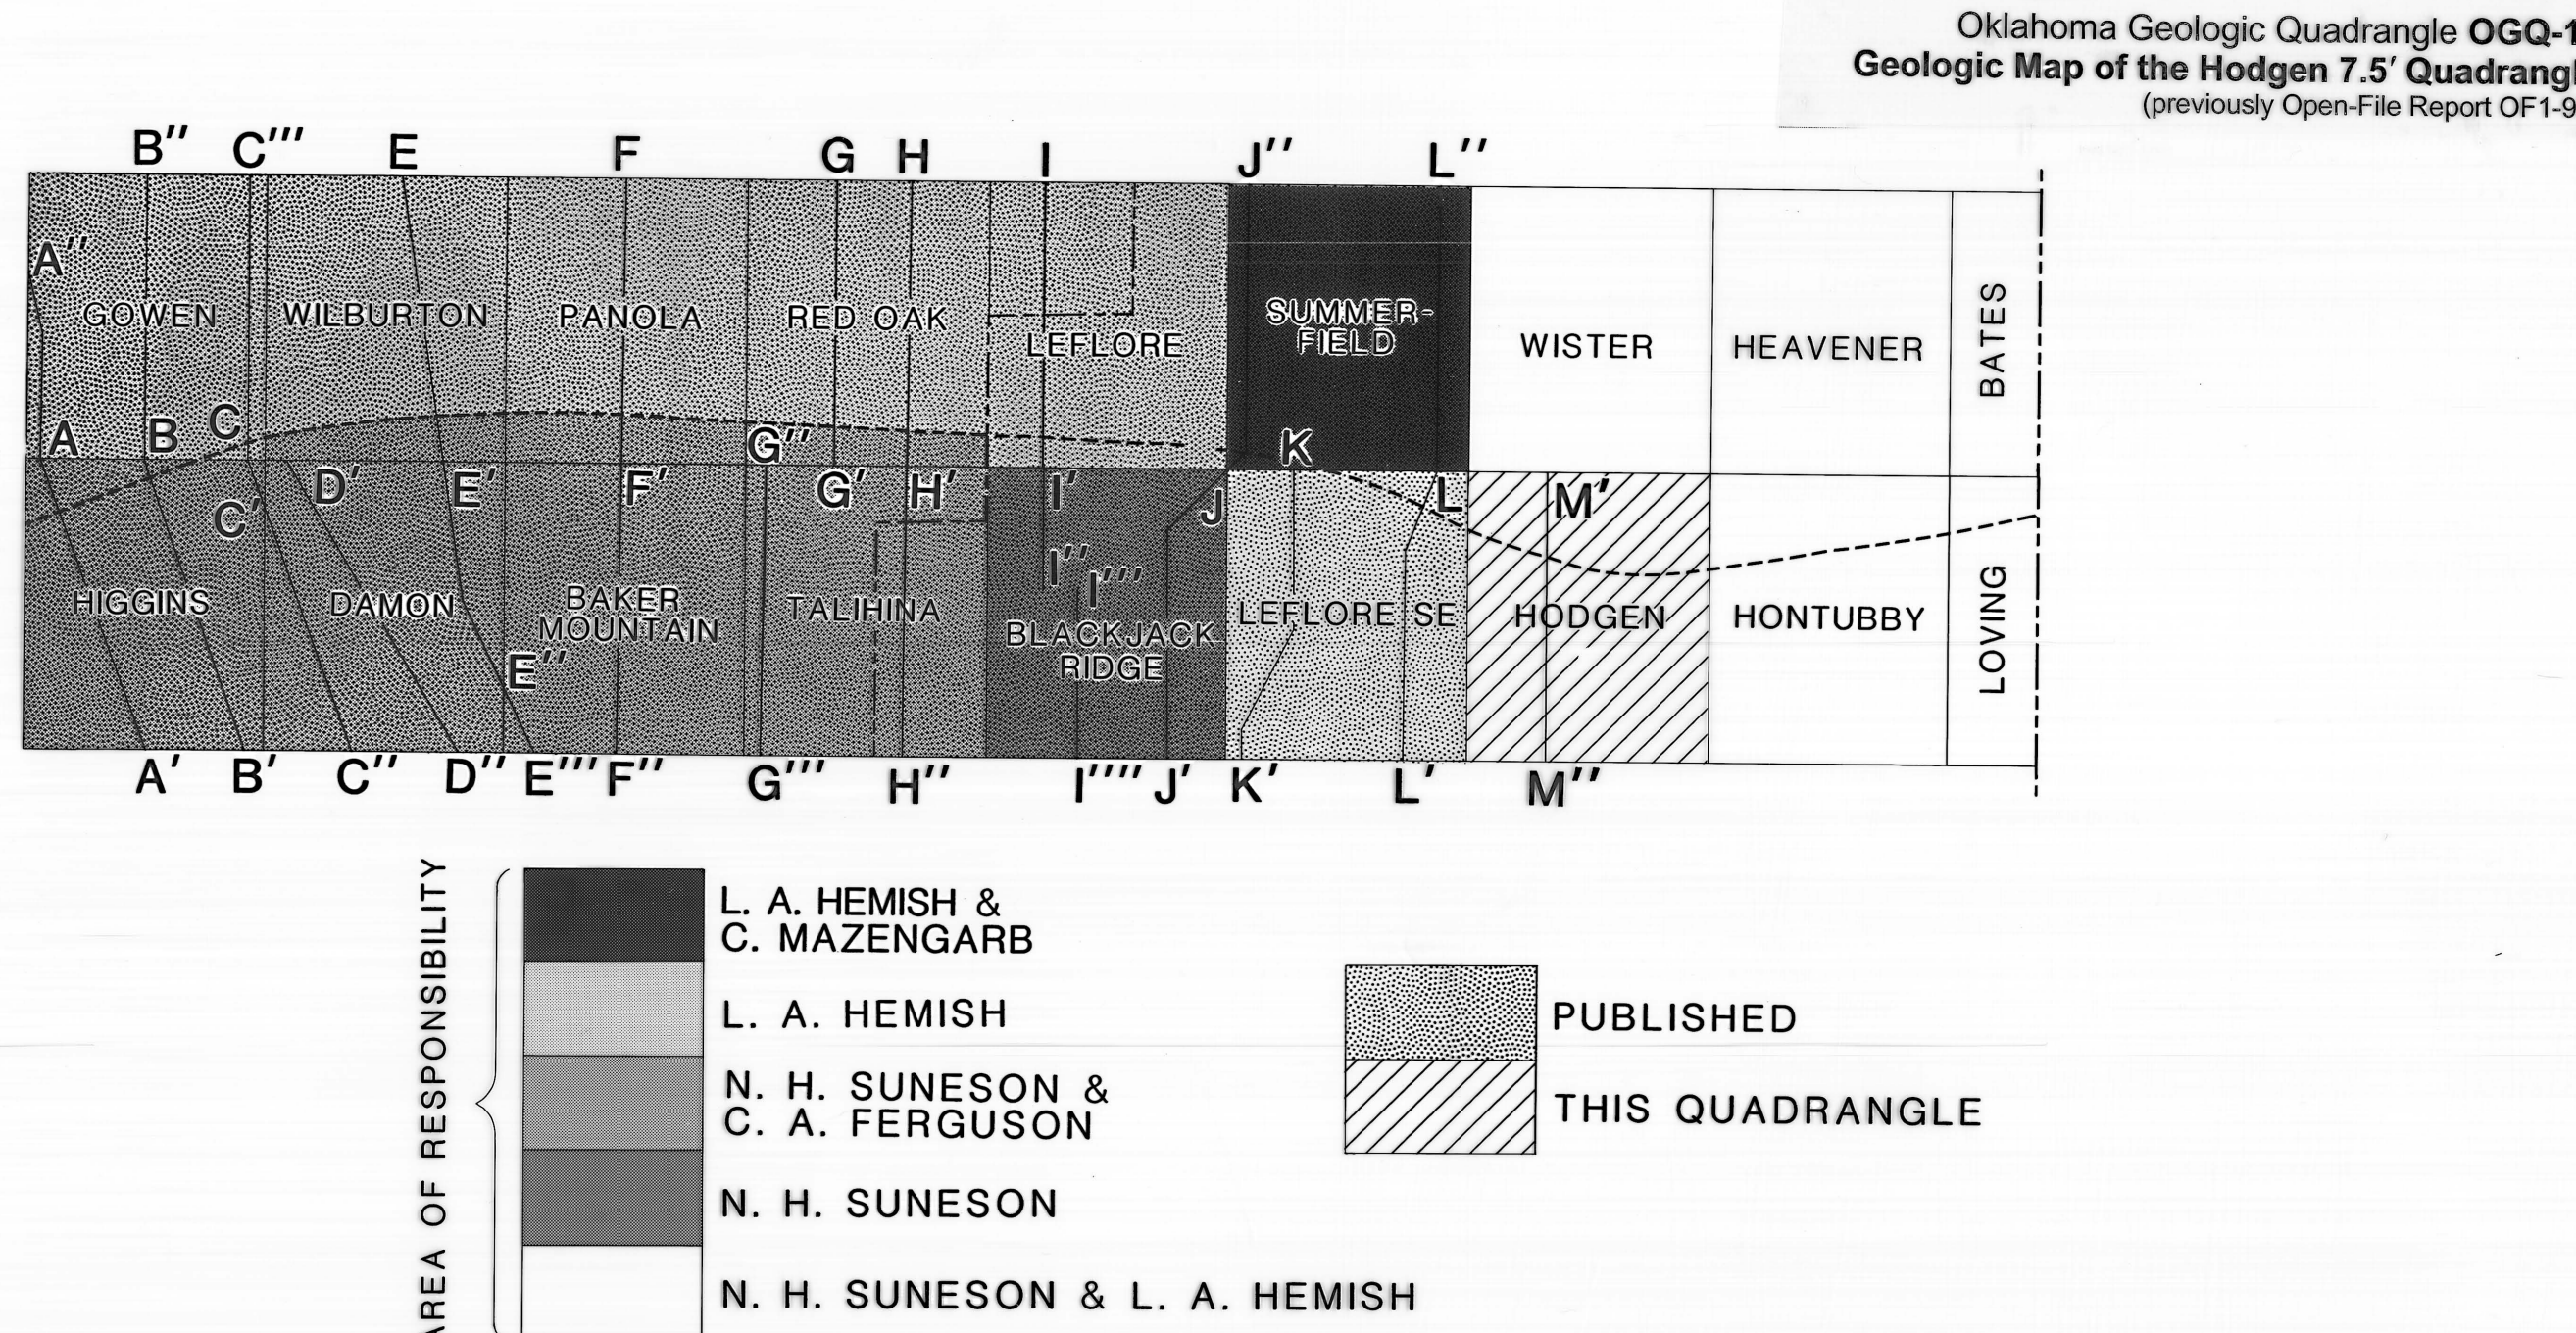 Oklahoma Geologic Quadrangle OGQ-1
Geologic Map of the Hodgen 7.5′ Quadrangl
(previously Open-File Report OF1-9
B′′ C′′′ E F G H I J′′ L′′
A′′
GOWEN WILBURTON PANOLA RED OAK LEFLORE SUMMER-
FIELD WISTER HEAVENER BATES
A B C G′′ K
D′ E′ F′ G′ H′ I′ J L M′
C′
I′′
I′′′
HIGGINS DAMON BAKER
MOUNTAIN TALIHINA BLACKJACK
RIDGE LEFLORE SE HODGEN HONTUBBY LOVING
E′′
A′ B′ C′′ D′′ E′′′ F′′ G′′′ H′′ I′′′′ J′ K′ L′ M′′
AREA OF RESPONSIBILITY
L. A. HEMISH &
C. MAZENGARB
L. A. HEMISH
N. H. SUNESON &
C. A. FERGUSON
N. H. SUNESON
N. H. SUNESON & L. A. HEMISH
PUBLISHED
THIS QUADRANGLE